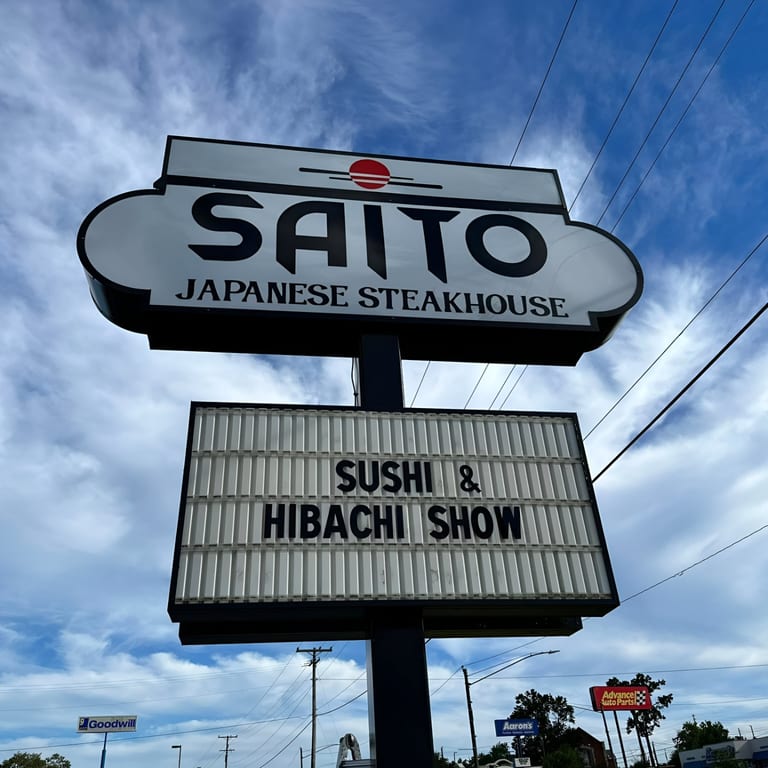 SAITO
JAPANESE STEAKHOUSE
SUSHI &
HIBACHI SHOW
Goodwill
Aaron's
Advance
Auto Parts